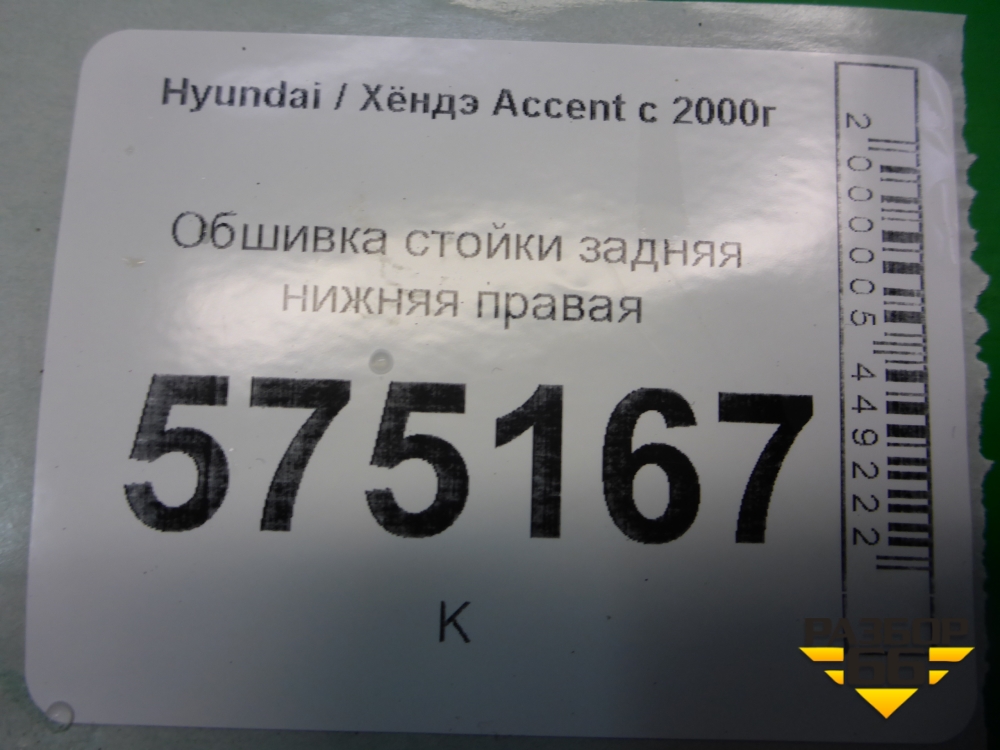 Hyundai / Хёндэ Accent с 2000г
Обшивка стойки задняя
нижняя правая
575167
К
2000005449222
РАЗБОР
66